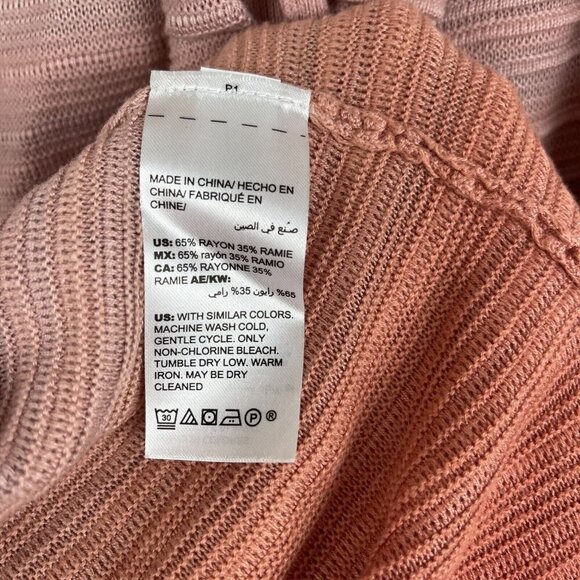 P1
MADE IN CHINA/ HECHO EN
CHINA/ FABRIQUÉ EN
CHINE/
صنع في الصين
US: 65% RAYON 35% RAMIE
MX: 65% rayón 35% RAMIO
CA: 65% RAYONNE 35%
RAMIE AE/KW:
65% رايون 35% رامي
US: WITH SIMILAR COLORS.
MACHINE WASH COLD,
GENTLE CYCLE. ONLY
NON-CHLORINE BLEACH.
TUMBLE DRY LOW. WARM
IRON. MAY BE DRY
CLEANED
30 P ®